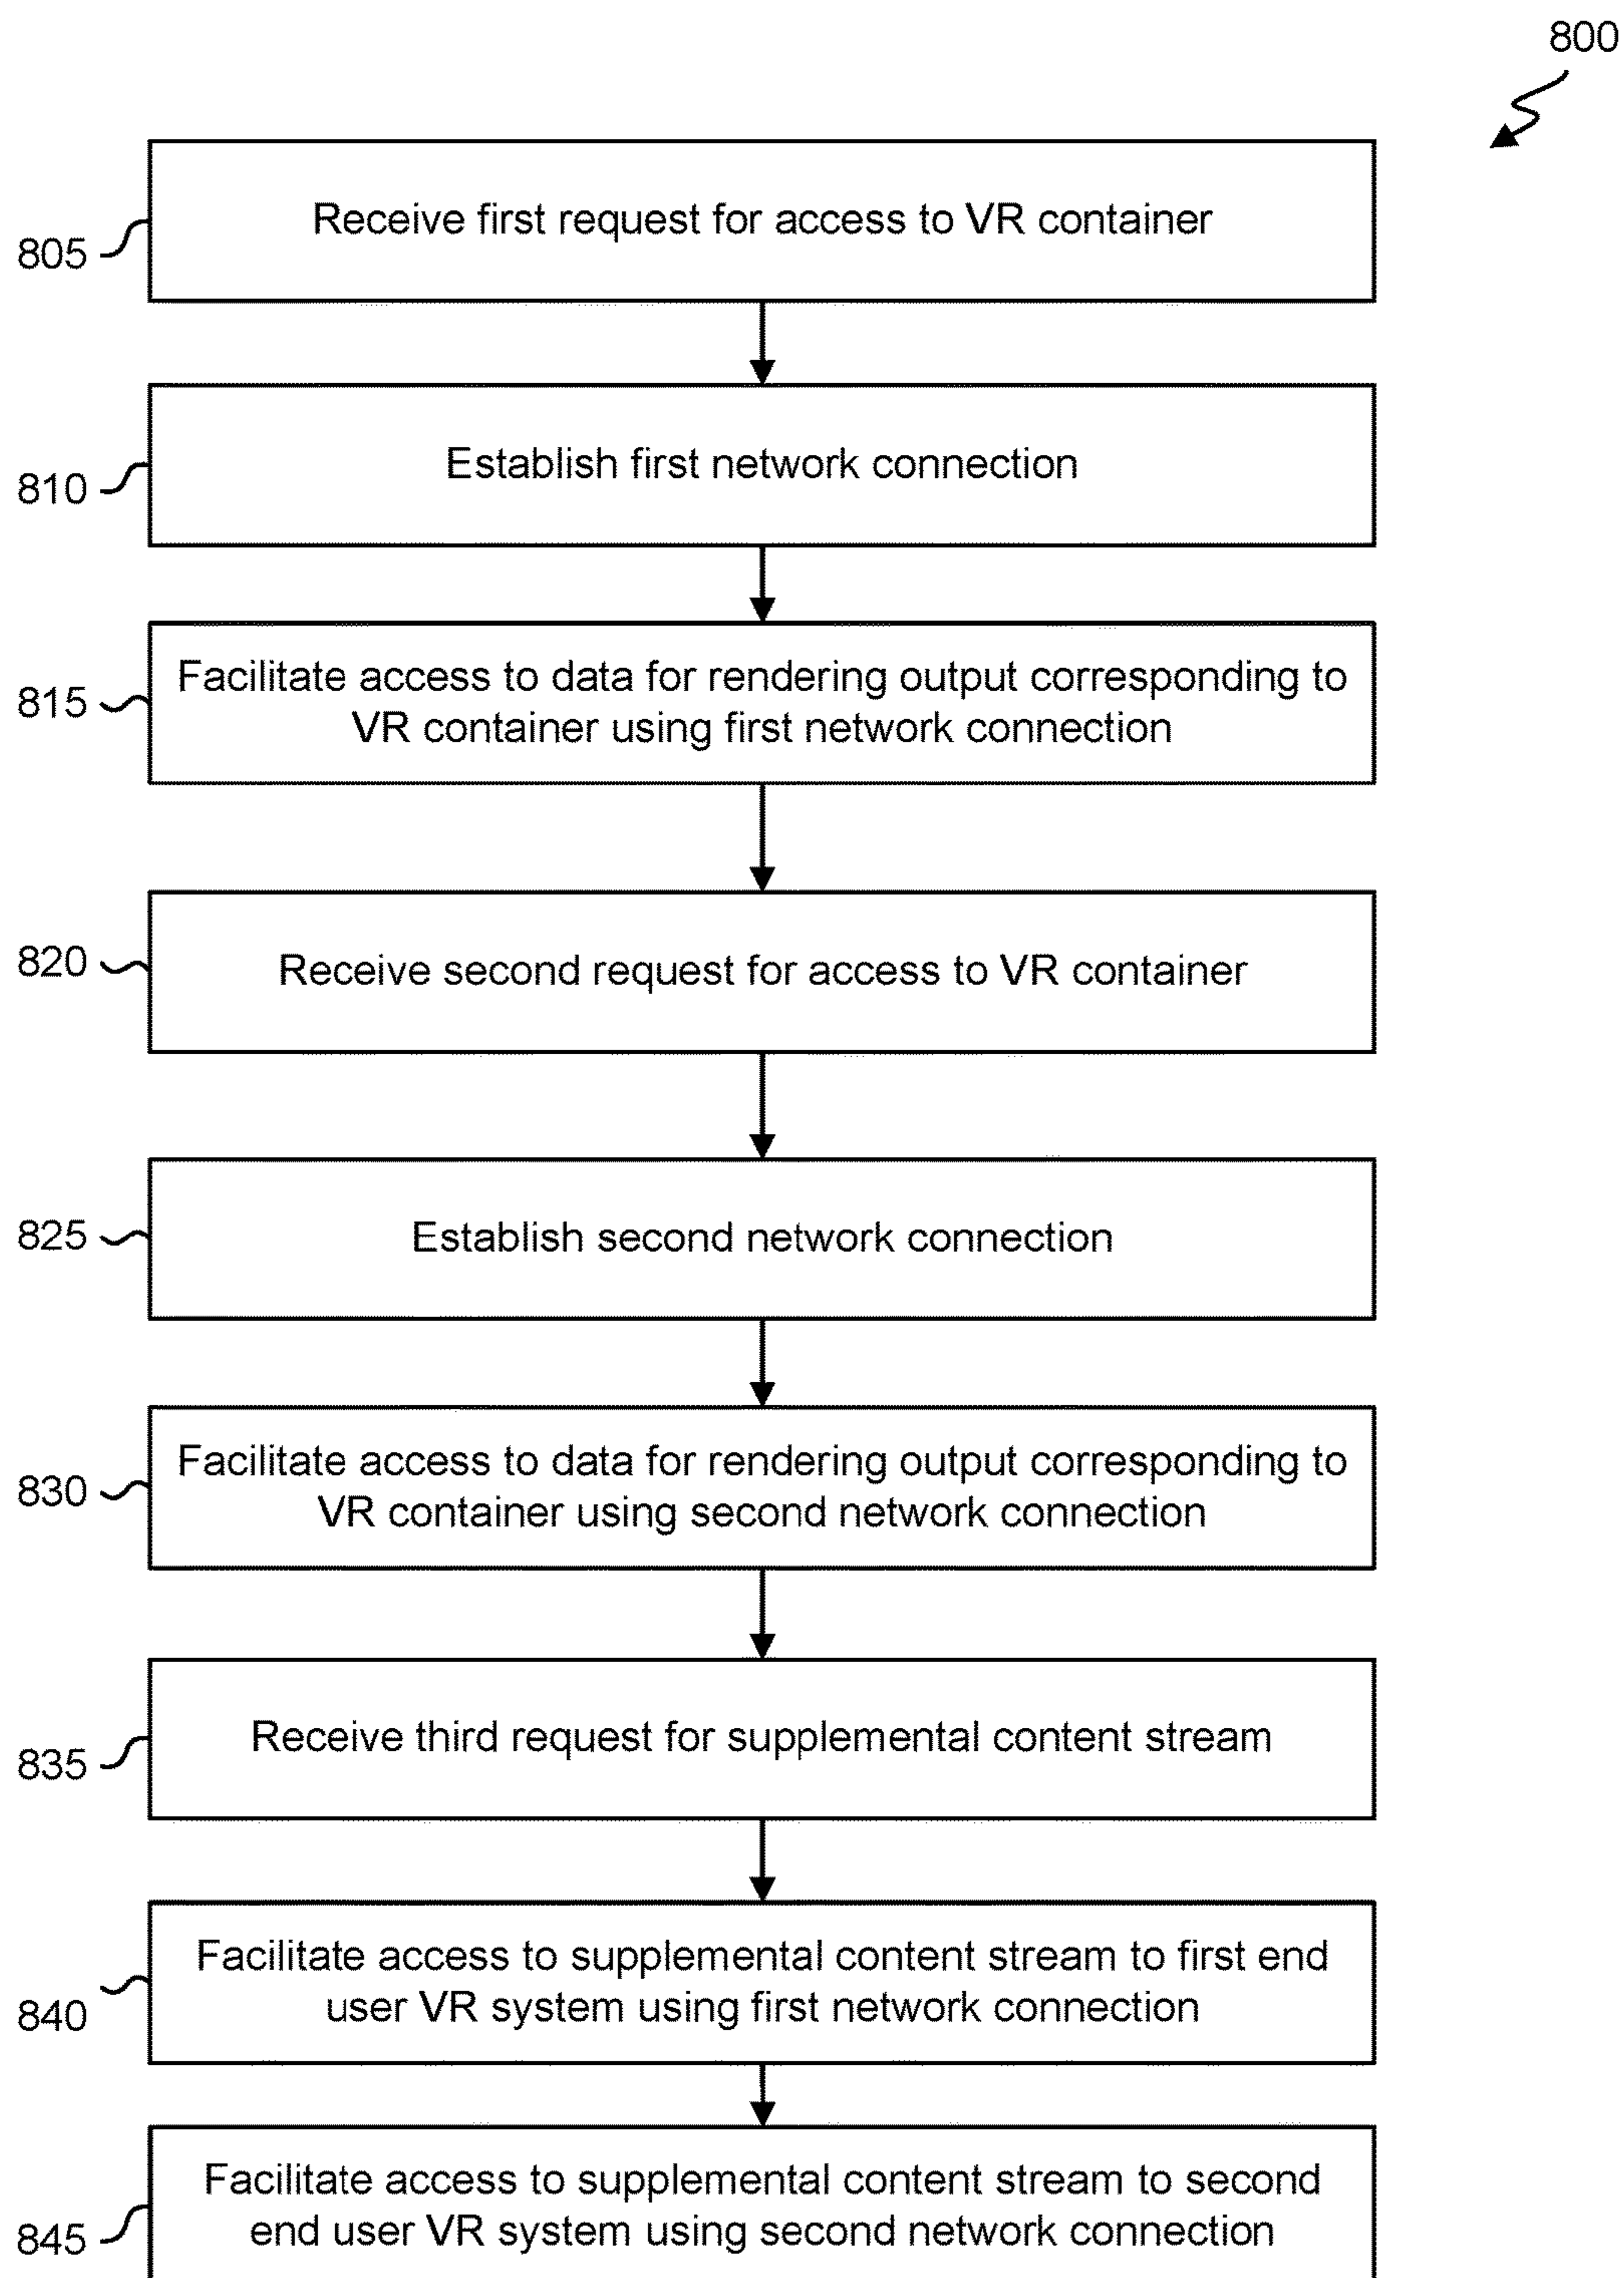 800
Receive first request for access to VR container
805
Establish first network connection
810
Facilitate access to data for rendering output corresponding to
VR container using first network connection
815
Receive second request for access to VR container
820
Establish second network connection
825
Facilitate access to data for rendering output corresponding to
VR container using second network connection
830
Receive third request for supplemental content stream
835
Facilitate access to supplemental content stream to first end
user VR system using first network connection
840
Facilitate access to supplemental content stream to second
end user VR system using second network connection
845